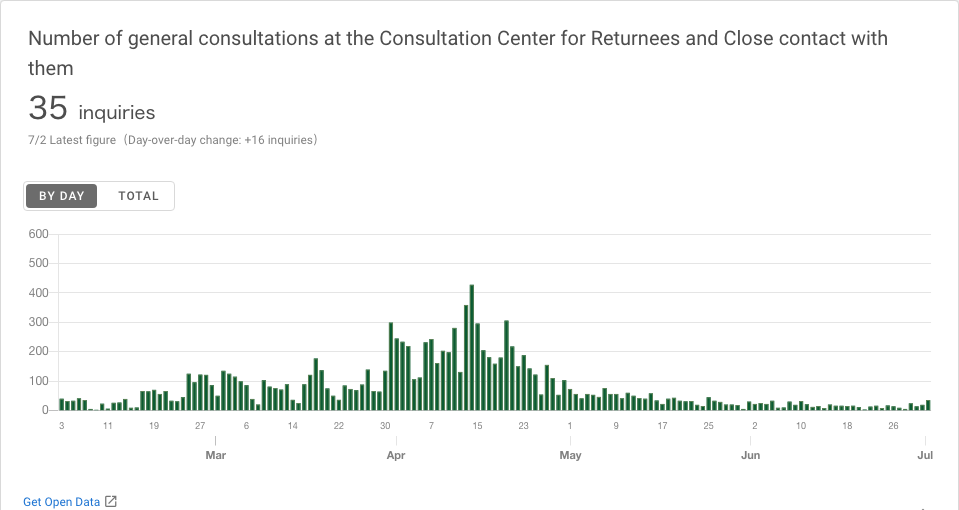 Number of general consultations at the Consultation Center for Returnees and Close contact with
them
35 inquiries
7/2 Latest figure（Day-over-day change: +16 inquiries）
BY DAY TOTAL
600
500
400
300
200
100
0
3 11 19 27 6 14 22 30 7 15 23 1 9 17 25 2 10 18 26
Mar Apr May Jun Jul
Get Open Data